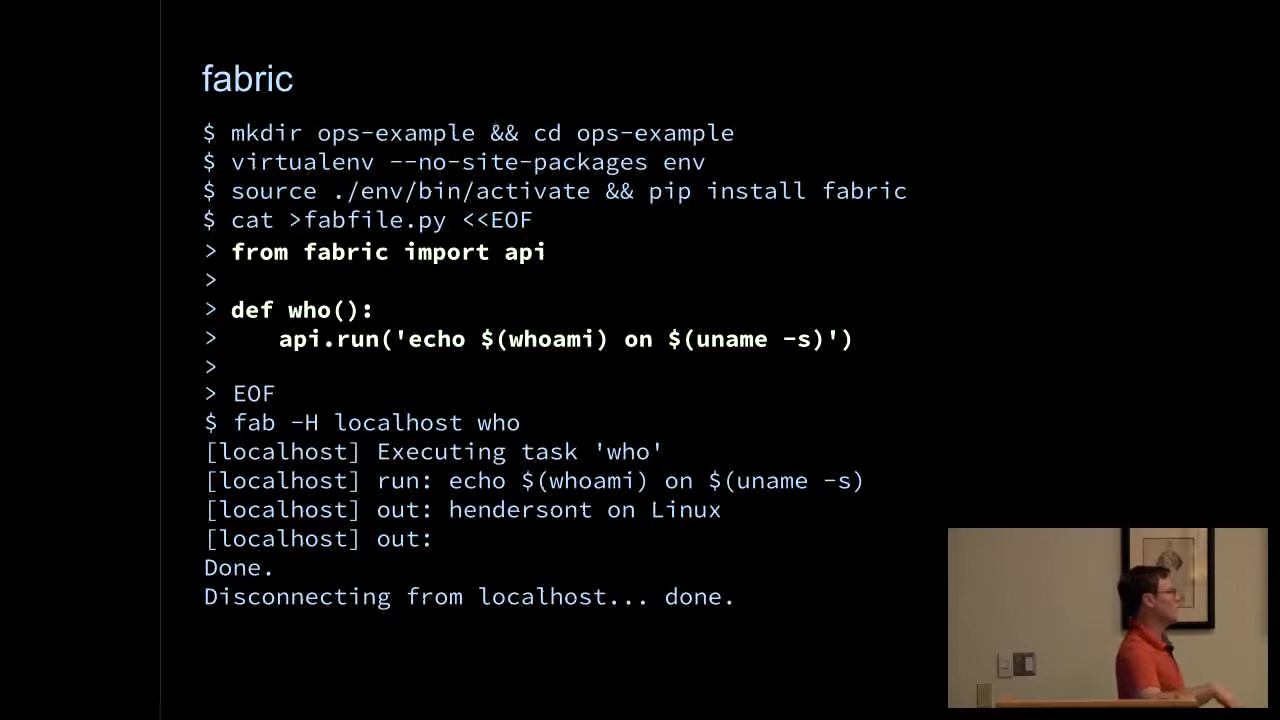 fabric
$ mkdir ops-example && cd ops-example
$ virtualenv --no-site-packages env
$ source ./env/bin/activate && pip install fabric
$ cat >fabfile.py <<EOF
> from fabric import api
>
> def who():
>    api.run('echo $(whoami) on $(uname -s)')
>
> EOF
$ fab -H localhost who
[localhost] Executing task 'who'
[localhost] run: echo $(whoami) on $(uname -s)
[localhost] out: hendersont on Linux
[localhost] out:
Done.
Disconnecting from localhost... done.